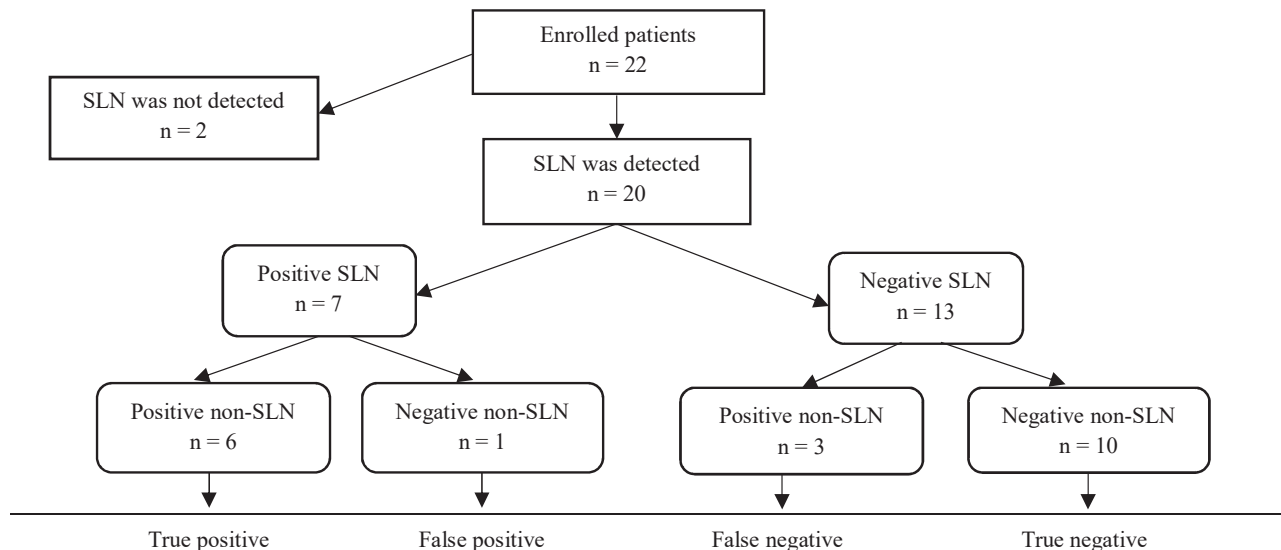 Enrolled patients
n = 22
SLN was not detected
n = 2
SLN was detected
n = 20
Positive SLN
n = 7
Negative SLN
n = 13
Positive non-SLN
n = 6
Negative non-SLN
n = 1
Positive non-SLN
n = 3
Negative non-SLN
n = 10
True positive
False positive
False negative
True negative